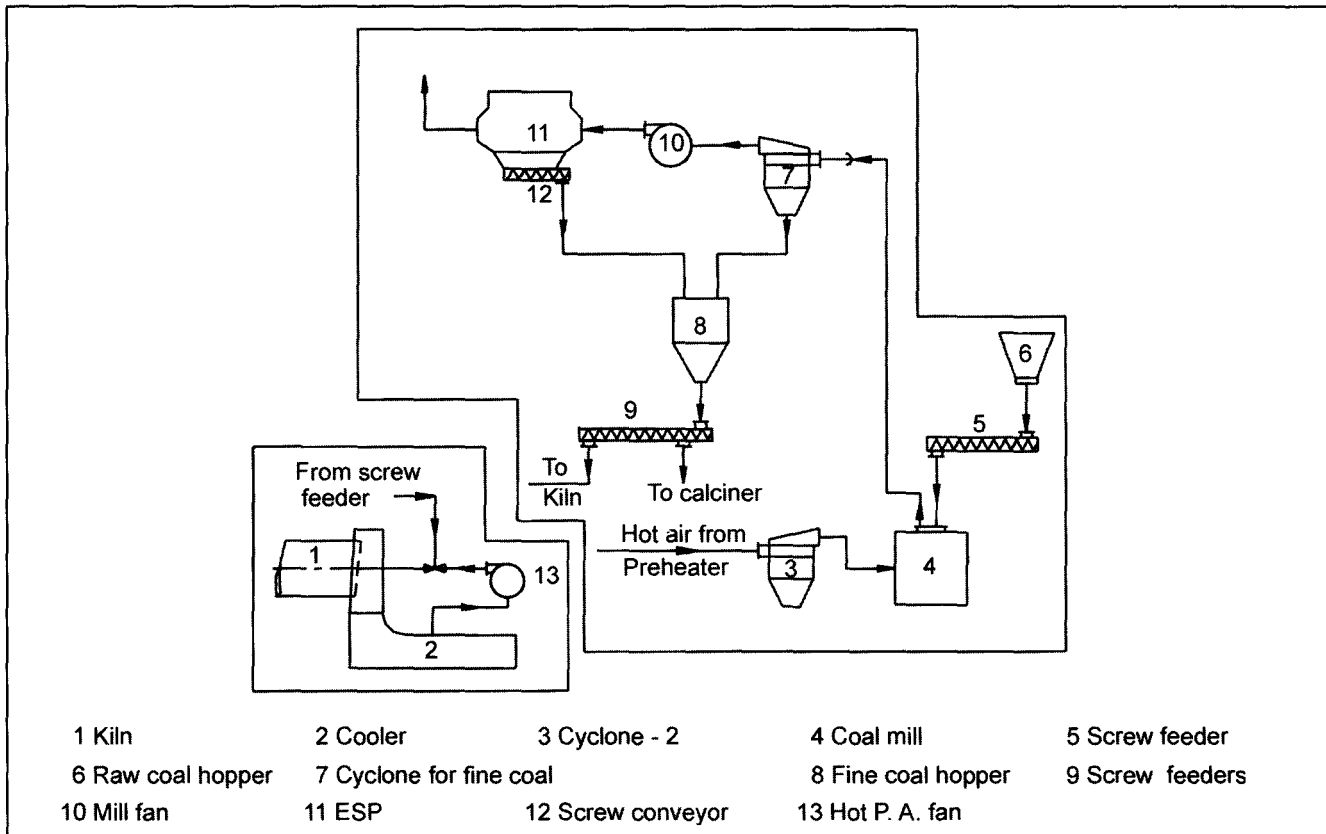 11
10
7
12
8
6
9
5
To
Kiln
To calciner
From screw
feeder
Hot air from
Preheater
1
13
3
4
2
1 Kiln 2 Cooler 3 Cyclone - 2 4 Coal mill 5 Screw feeder
6 Raw coal hopper 7 Cyclone for fine coal 8 Fine coal hopper 9 Screw feeders
10 Mill fan 11 ESP 12 Screw conveyor 13 Hot P. A. fan